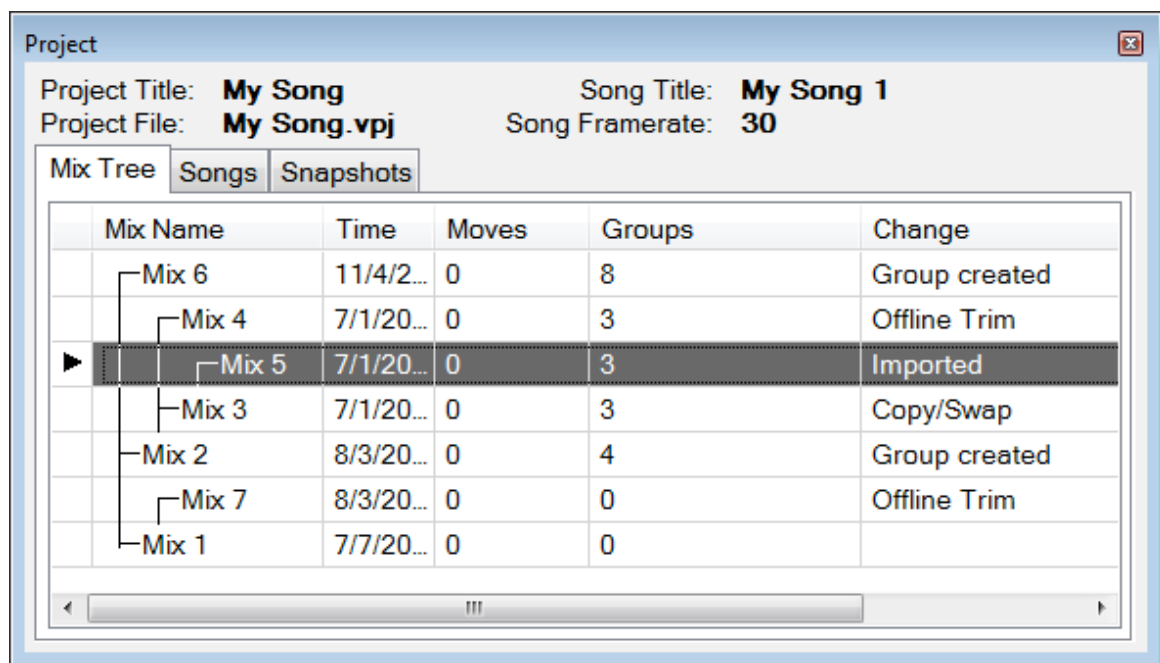 Project
Project Title: My Song Song Title: My Song 1
Project File: My Song.vpj Song Framerate: 30
Mix Tree Songs Snapshots
Mix Name Time Moves Groups Change
Mix 6 11/4/2... 0 8 Group created
Mix 4 7/1/20... 0 3 Offline Trim
Mix 5 7/1/20... 0 3 Imported
Mix 3 7/1/20... 0 3 Copy/Swap
Mix 2 8/3/20... 0 4 Group created
Mix 7 8/3/20... 0 0 Offline Trim
Mix 1 7/7/20... 0 0